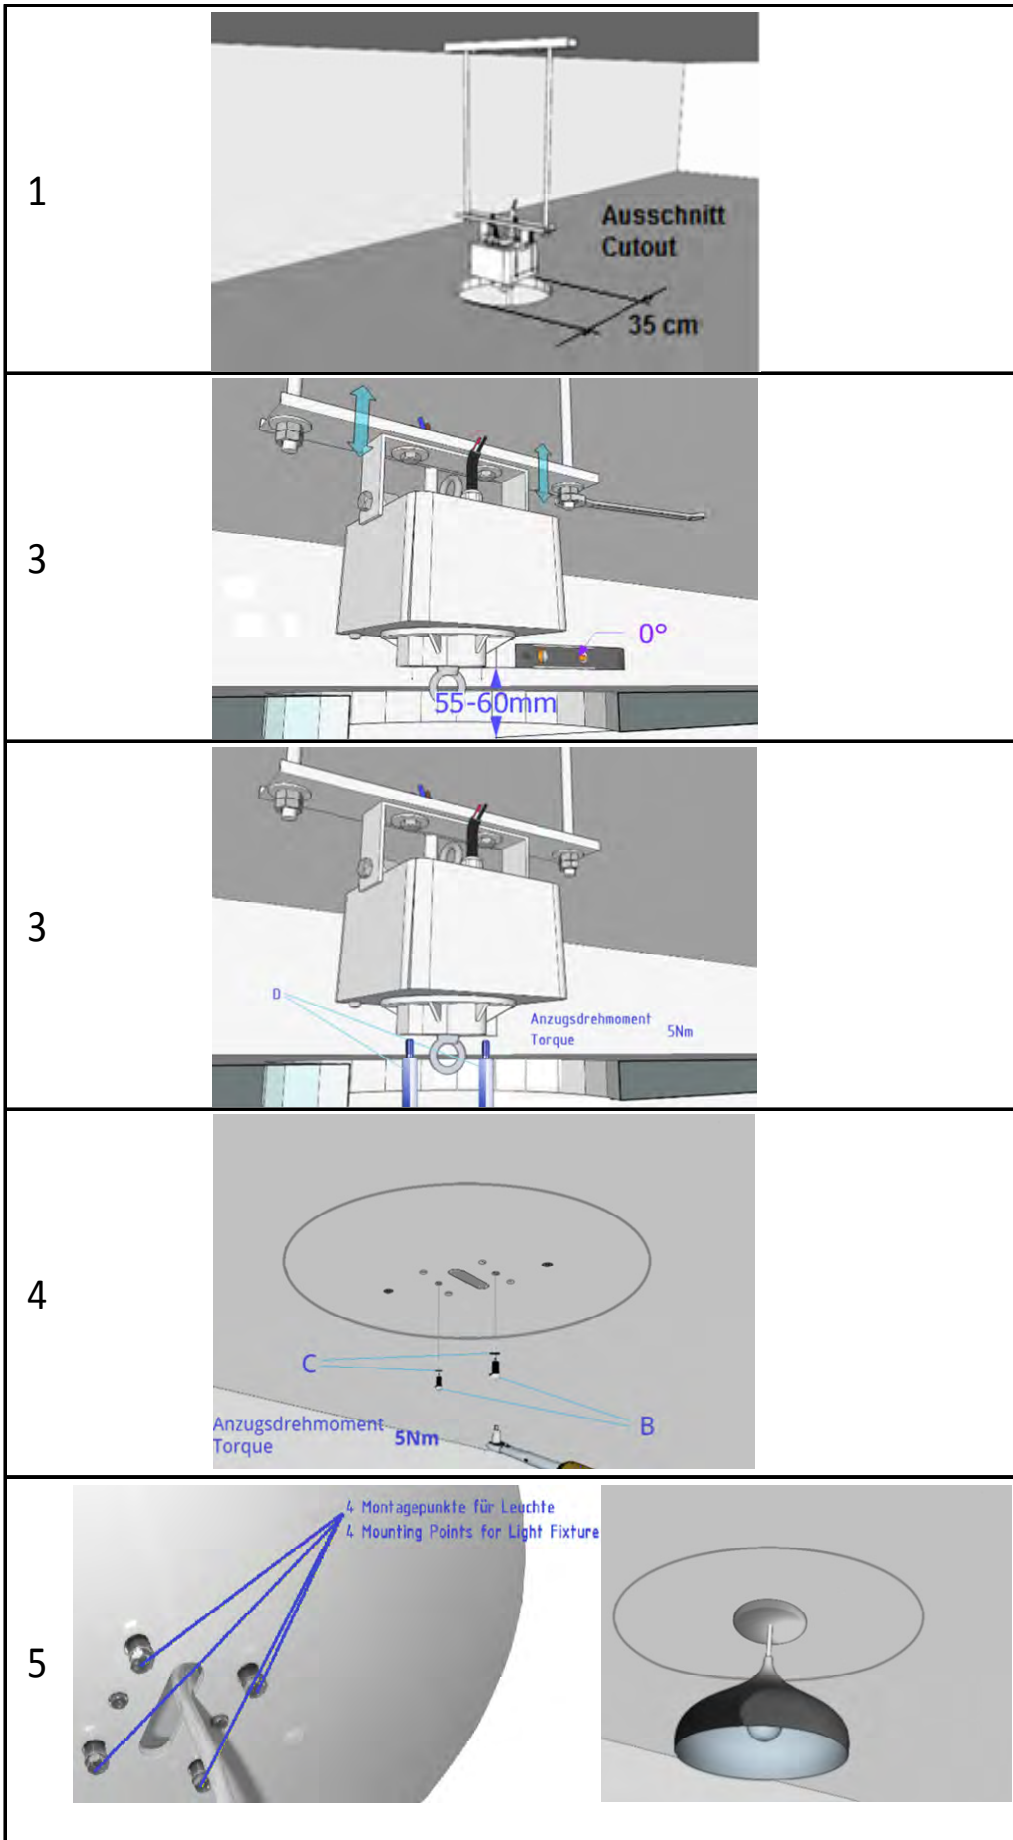 1
Ausschnitt
Cutout
35 cm
3
0°
55-60mm
3
D
Anzugsdrehmoment
Torque
5Nm
4
C
B
Anzugsdrehmoment
Torque
5Nm
5
4 Montagepunkte für Leuchte
4 Mounting Points for Light Fixture